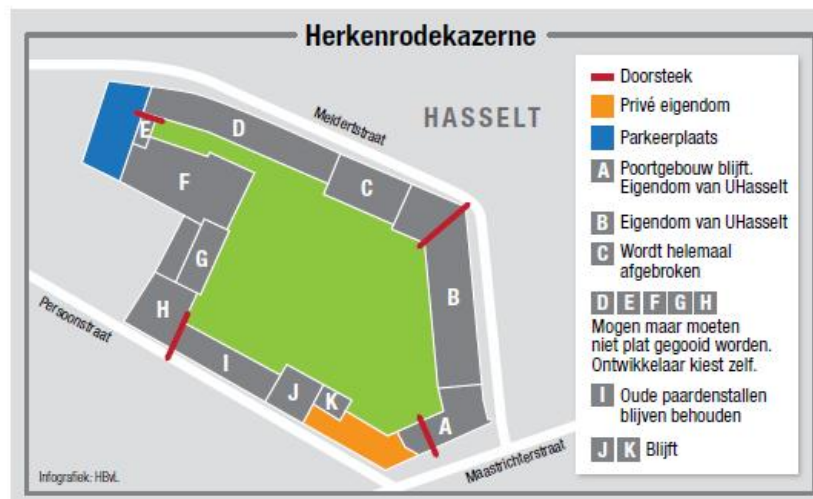 Herkenrodekazerne
Meldertstraat
HASSELT
E
D
C
F
G
B
H
Persoonstraat
I
J
K
A
Maastrichterstraat
Infografiek: HBvL
Doorsteek
Privé eigendom
Parkeerplaats
A Poortgebouw blijft.
Eigendom van UHasselt
B Eigendom van UHasselt
C Wordt helemaal
afgebroken
D E F G H
Mogen maar moeten
niet plat gegooid worden.
Ontwikkelaar kiest zelf.
I Oude paardenstallen
blijven behouden
J K Blijft